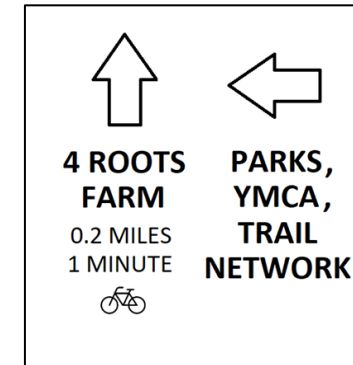 4 ROOTS
FARM
0.2 MILES
1 MINUTE
PARKS,
YMCA,
TRAIL
NETWORK